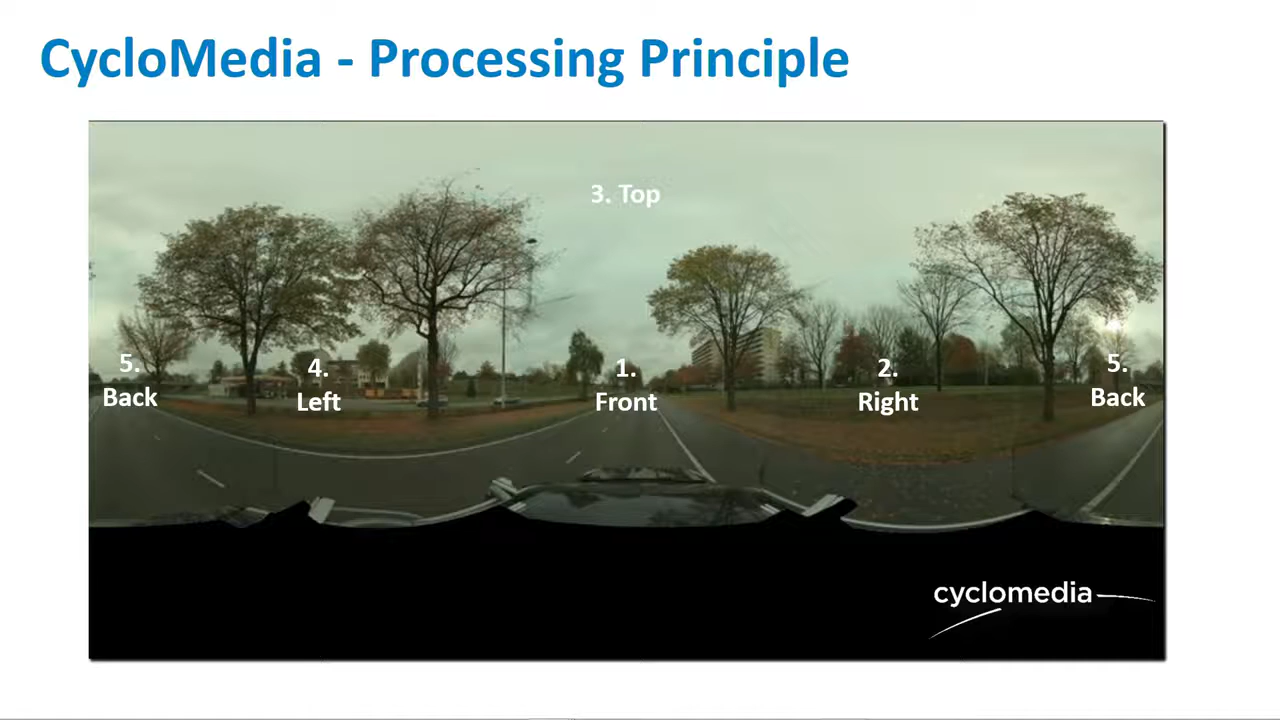 CycloMedia - Processing Principle
3. Top
5.
Back
4.
Left
1.
Front
2.
Right
5.
Back
cyclomedia